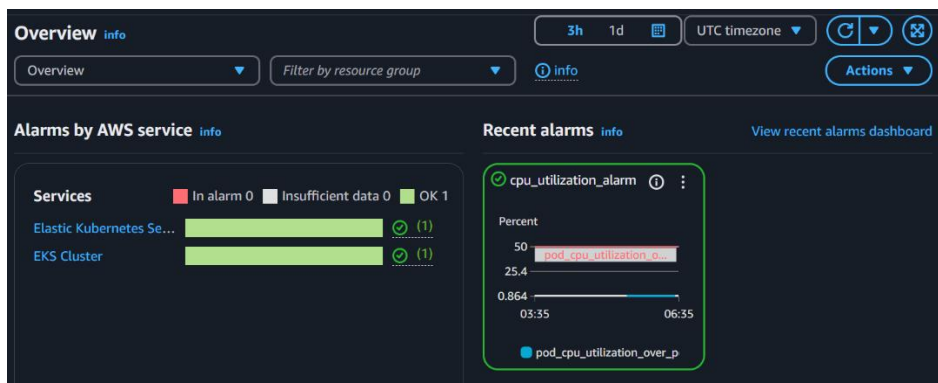 Overview info
3h 1d UTC timezone
Overview Filter by resource group info Actions
Alarms by AWS service info
Services In alarm 0 Insufficient data 0 OK 1
Elastic Kubernetes Se... (1)
EKS Cluster (1)
Recent alarms info View recent alarms dashboard
cpu_utilization_alarm
Percent
50
pod_cpu_utilization_o...
25.4
0.864
03:35 06:35
pod_cpu_utilization_over_p